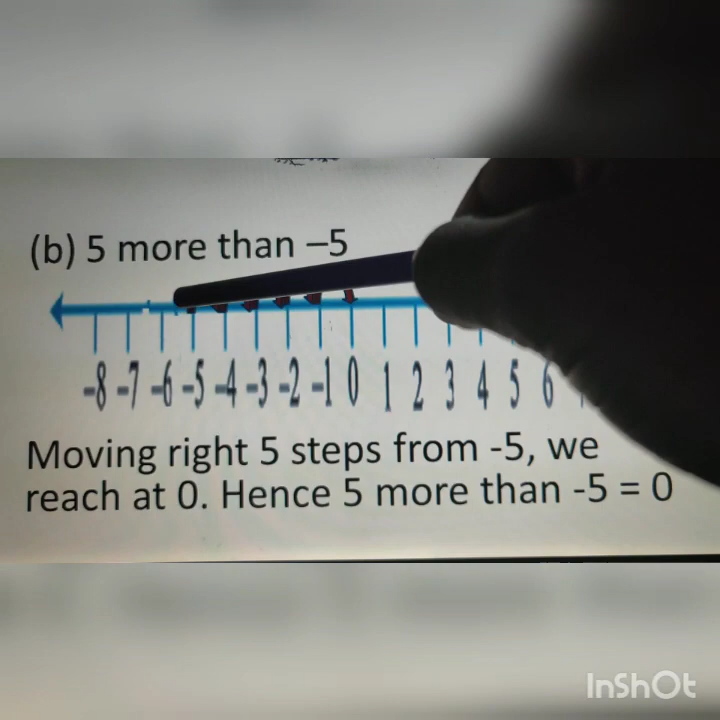 (b) 5 more than –5
-8 -7 -6 -5 -4 -3 -2 -1 0 1 2 3 4 5 6
Moving right 5 steps from -5, we
reach at 0. Hence 5 more than -5 = 0
InShOt